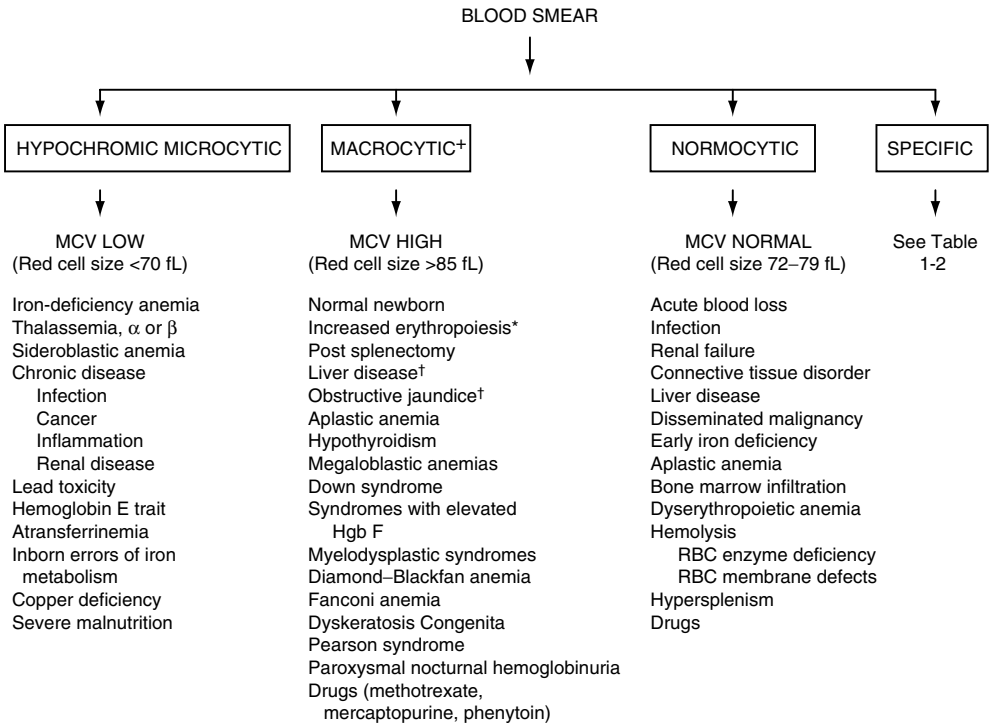 BLOOD SMEAR
HYPOCHROMIC MICROCYTIC
MCV LOW
(Red cell size <70 fL)
Iron-deficiency anemia
Thalassemia, α or β
Sideroblastic anemia
Chronic disease
Infection
Cancer
Inflammation
Renal disease
Lead toxicity
Hemoglobin E trait
Atransferrinemia
Inborn errors of iron
metabolism
Copper deficiency
Severe malnutrition
MACROCYTIC+
MCV HIGH
(Red cell size >85 fL)
Normal newborn
Increased erythropoiesis*
Post splenectomy
Liver disease†
Obstructive jaundice†
Aplastic anemia
Hypothyroidism
Megaloblastic anemias
Down syndrome
Syndromes with elevated
Hgb F
Myelodysplastic syndromes
Diamond–Blackfan anemia
Fanconi anemia
Dyskeratosis Congenita
Pearson syndrome
Paroxysmal nocturnal hemoglobinuria
Drugs (methotrexate,
mercaptopurine, phenytoin)
NORMOCYTIC
MCV NORMAL
(Red cell size 72–79 fL)
Acute blood loss
Infection
Renal failure
Connective tissue disorder
Liver disease
Disseminated malignancy
Early iron deficiency
Aplastic anemia
Bone marrow infiltration
Dyserythropoietic anemia
Hemolysis
RBC enzyme deficiency
RBC membrane defects
Hypersplenism
Drugs
SPECIFIC
See Table
1-2